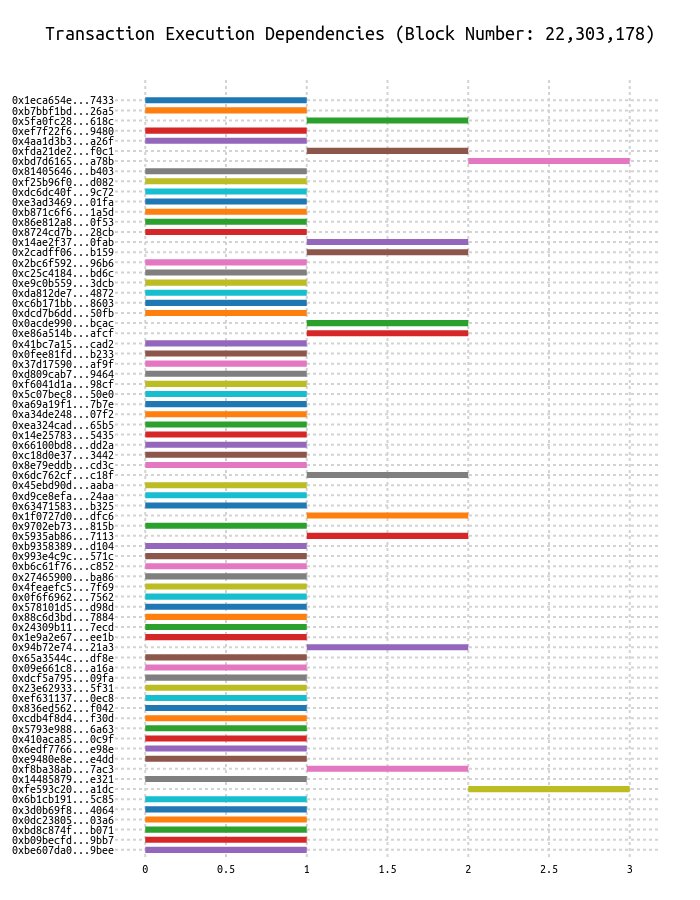 Transaction Execution Dependencies (Block Number: 22,303,178)
0x1eca654e...7433
0xb7bbf1bd...26a5
0x5fa0fc28...618c
0xef7f22f6...9480
0x4aa1d3b3...a26f
0xfda21de2...f0c1
0xbd7d6165...a78b
0x81405646...b403
0xf25b96f0...d082
0xdc6dc40f...9c72
0xe3ad3469...01fa
0xb871c6f6...1a5d
0x86e812a8...0f53
0x8724cd7b...28cb
0x14ae2f37...0fab
0x2cadff06...b159
0x2bc6f592...96b6
0xc25c4184...bd6c
0xe9c0b559...3dcb
0xda812de7...4872
0xc6b171bb...8603
0xdcd7b6dd...50fb
0x0acde990...bcac
0xe86a514b...afcf
0x41bc7a15...cad2
0x0fee81fd...b233
0x37d17590...af9f
0xd809cab7...9464
0xf6041d1a...98cf
0x5c07bec8...50e0
0xa69a19f1...7b7e
0xa34de248...07f2
0xea324cad...65b5
0x14e25783...5435
0x66100bd8...dd2a
0xc18d0e37...3442
0x8e79eddb...cd3c
0x6dc762cf...c18f
0x45ebd90d...aaba
0xd9ce8efa...24aa
0x63471583...b325
0x1f0727d0...dfc6
0x9702eb73...815b
0x5935ab86...7113
0xb9358389...d104
0x993e4c9c...571c
0xb6c61f76...c852
0x27465900...ba86
0x4feaefc5...7f69
0x0f6f6962...7562
0x578101d5...d98d
0x88c6d3bd...7884
0x24309b11...7ecd
0x1e9a2e67...ee1b
0x94b72e74...21a3
0x65a3544c...df8e
0x09e661c8...a16a
0xdcf5a795...09fa
0x23e62933...5f31
0xef631137...0ec8
0x836ed562...f042
0xcdb4f8d4...f30d
0x5793e988...6a63
0x410aca85...0c9f
0x6edf7766...e98e
0xe9480e8e...e4dd
0xf8ba38ab...7ac3
0x14485879...e321
0xfe593c20...a1dc
0x6b1cb191...5c85
0x3d0b69f8...4064
0x0dc23805...03a6
0xbd8c874f...b071
0xb09becfd...9bb7
0xbe607da0...9bee
0 0.5 1 1.5 2 2.5 3